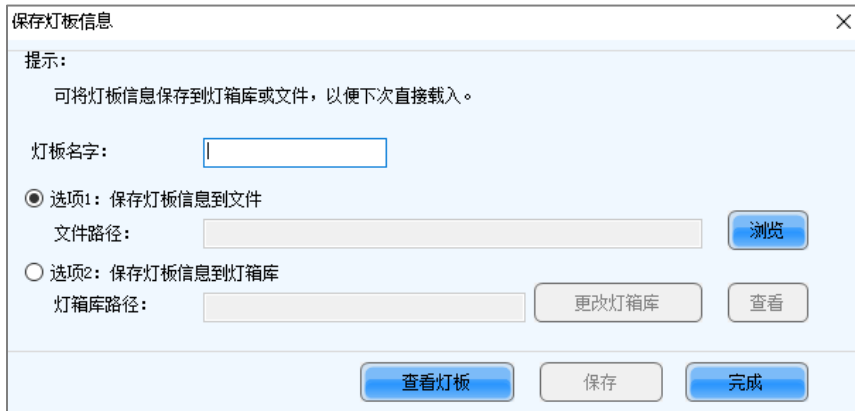 保存灯板信息
提示：
可将灯板信息保存到灯箱库或文件，以便下次直接载入。
灯板名字：
选项1：保存灯板信息到文件
文件路径：
浏览
选项2：保存灯板信息到灯箱库
灯箱库路径：
更改灯箱库
查看
查看灯板
保存
完成